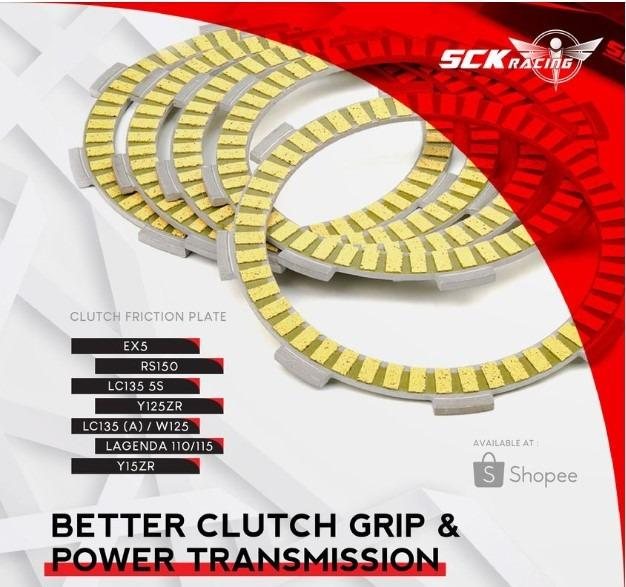 SCK RACING
CLUTCH FRICTION PLATE
EX5
RS150
LC135 5S
Y125ZR
LC135 (A) / W125
LAGENDA 110/115
Y15ZR
AVAILABLE AT :
S Shopee
BETTER CLUTCH GRIP &
POWER TRANSMISSION